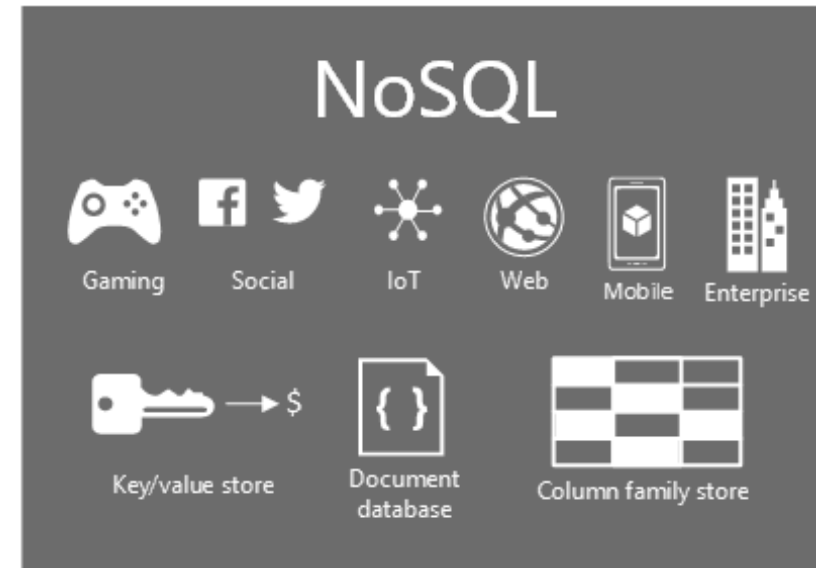 NoSQL
Gaming
Social
IoT
Web
Mobile
Enterprise
$
{ }
Key/value store
Document
database
Column family store